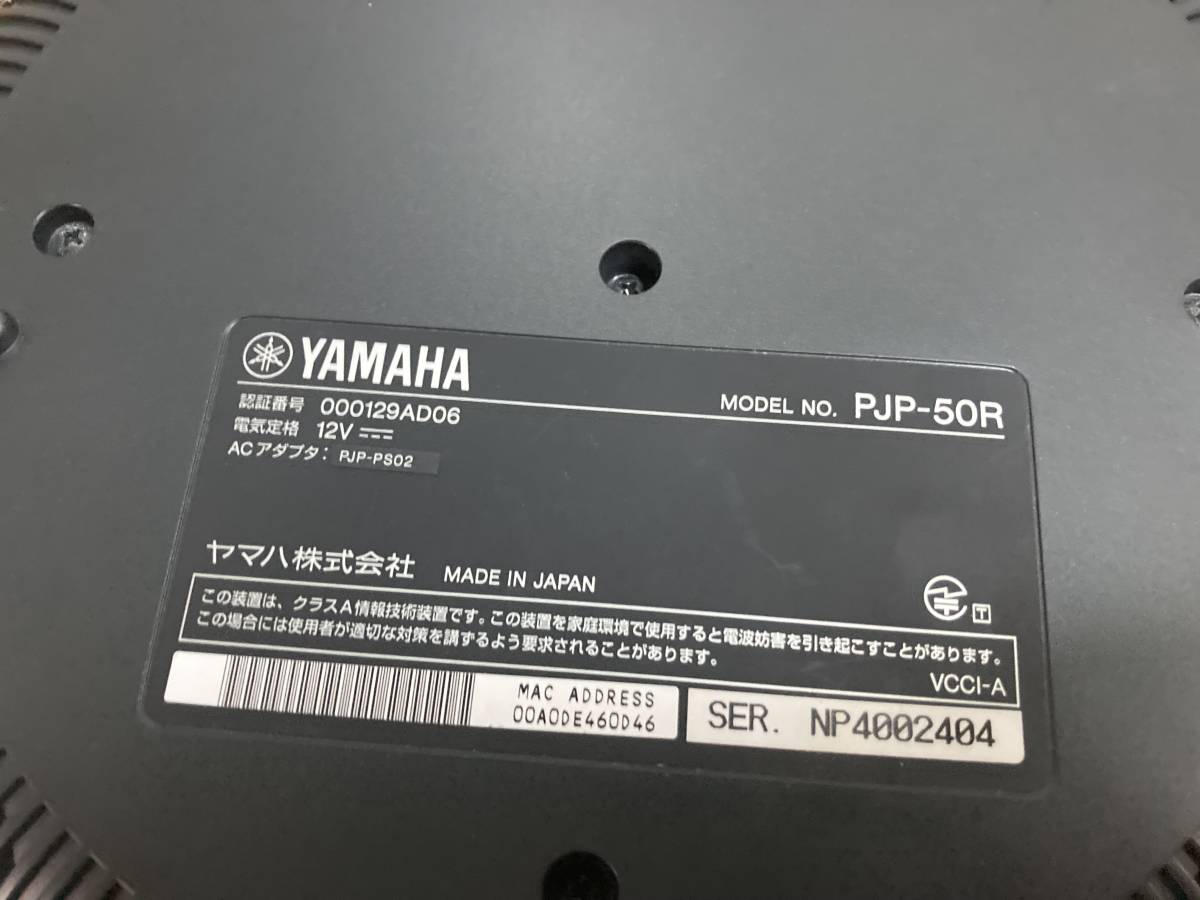 YAMAHA
MODEL NO. PJP-50R
認証番号 000129AD06
電気定格 12V
ACアダプタ: PJP-PS02
ヤマハ株式会社 MADE IN JAPAN
T
この装置は、クラスA情報技術装置です。この装置を家庭環境で使用すると電波妨害を引き起こすことがあります。
この場合には使用者が適切な対策を講ずるよう要求されることがあります。
VCCI-A
MAC ADDRESS
00A0DE460D46
SER. NP4002404